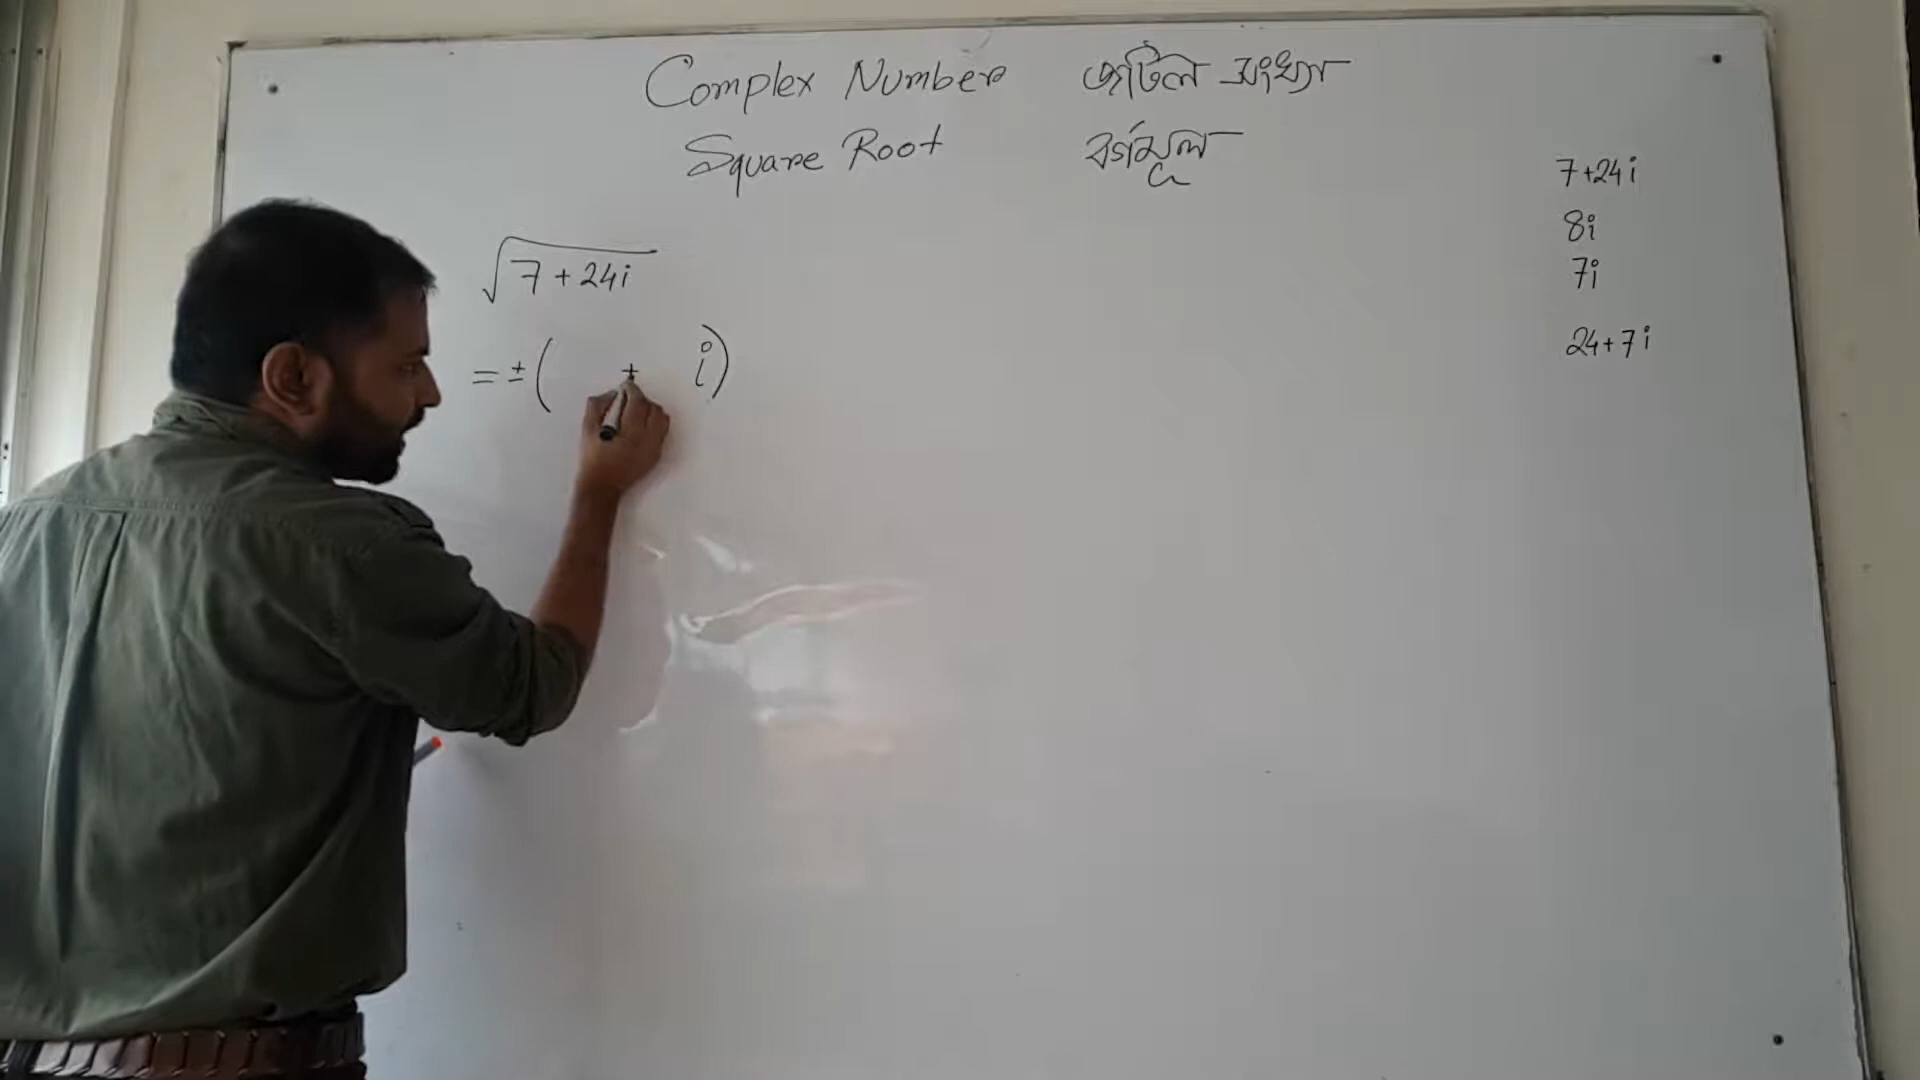 Complex Number জটিল সংখ্যা
Square Root বর্গমূল
√7 + 24i
= ± ( + i)
7 + 24i
8i
7i
24 + 7i